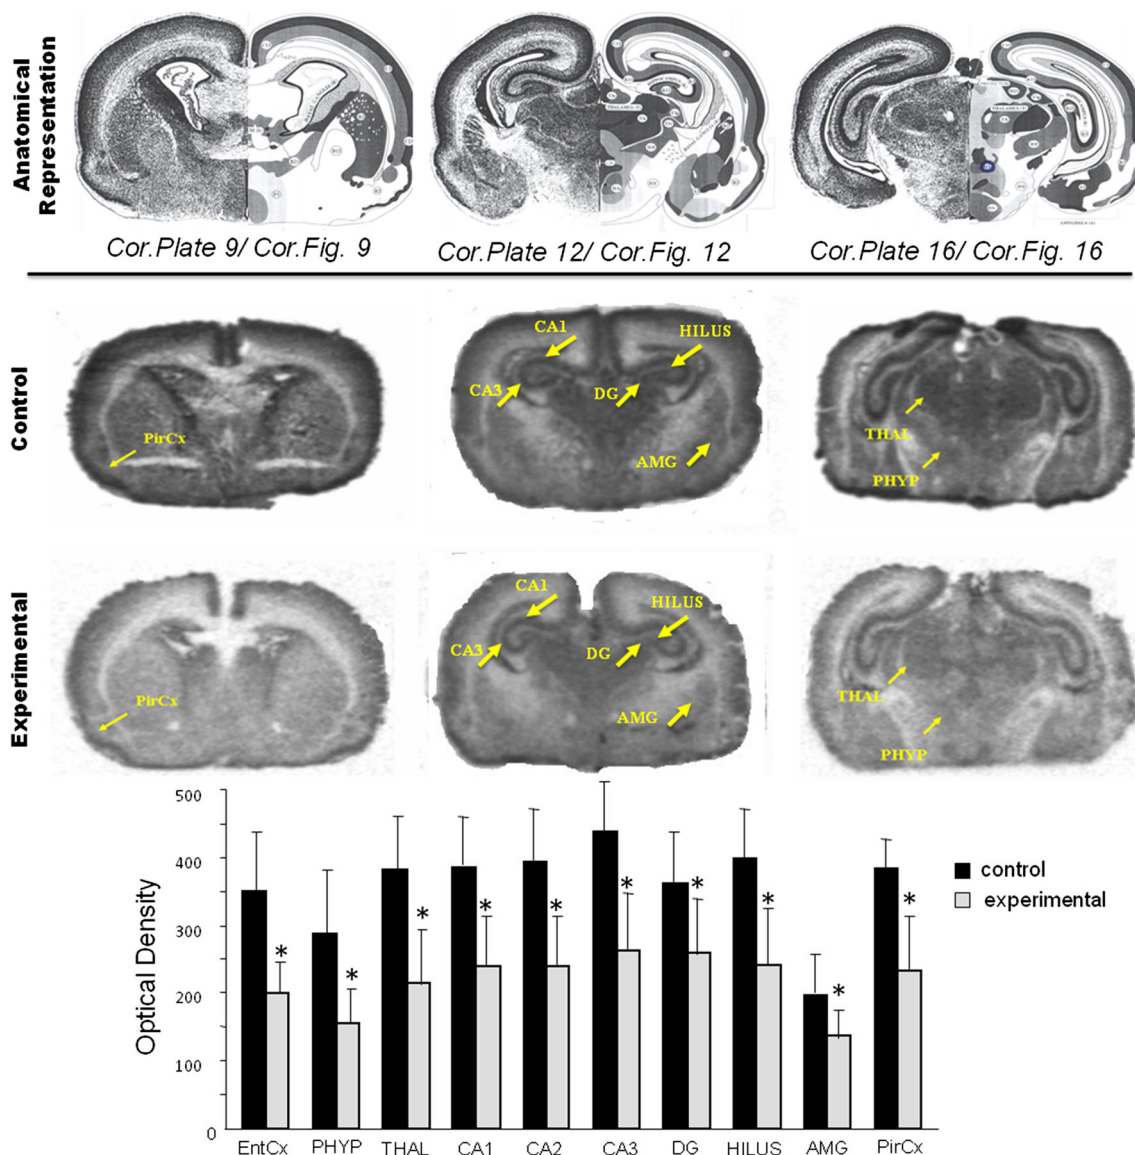 Anatomical
Representation
THALAMUS (T)
AMYGDALA (A)
Cor.Plate 9/ Cor.Fig. 9
Cor.Plate 12/ Cor.Fig. 12
Cor.Plate 16/ Cor.Fig. 16
Control
PirCx
CA1
HILUS
CA3
DG
AMG
THAL
PHYP
Experimental
PirCx
CA1
HILUS
CA3
DG
AMG
THAL
PHYP
Optical Density
500
400
300
200
100
0
* * * * * * * * * *
control
experimental
EntCx PHYP THAL CA1 CA2 CA3 DG HILUS AMG PirCx